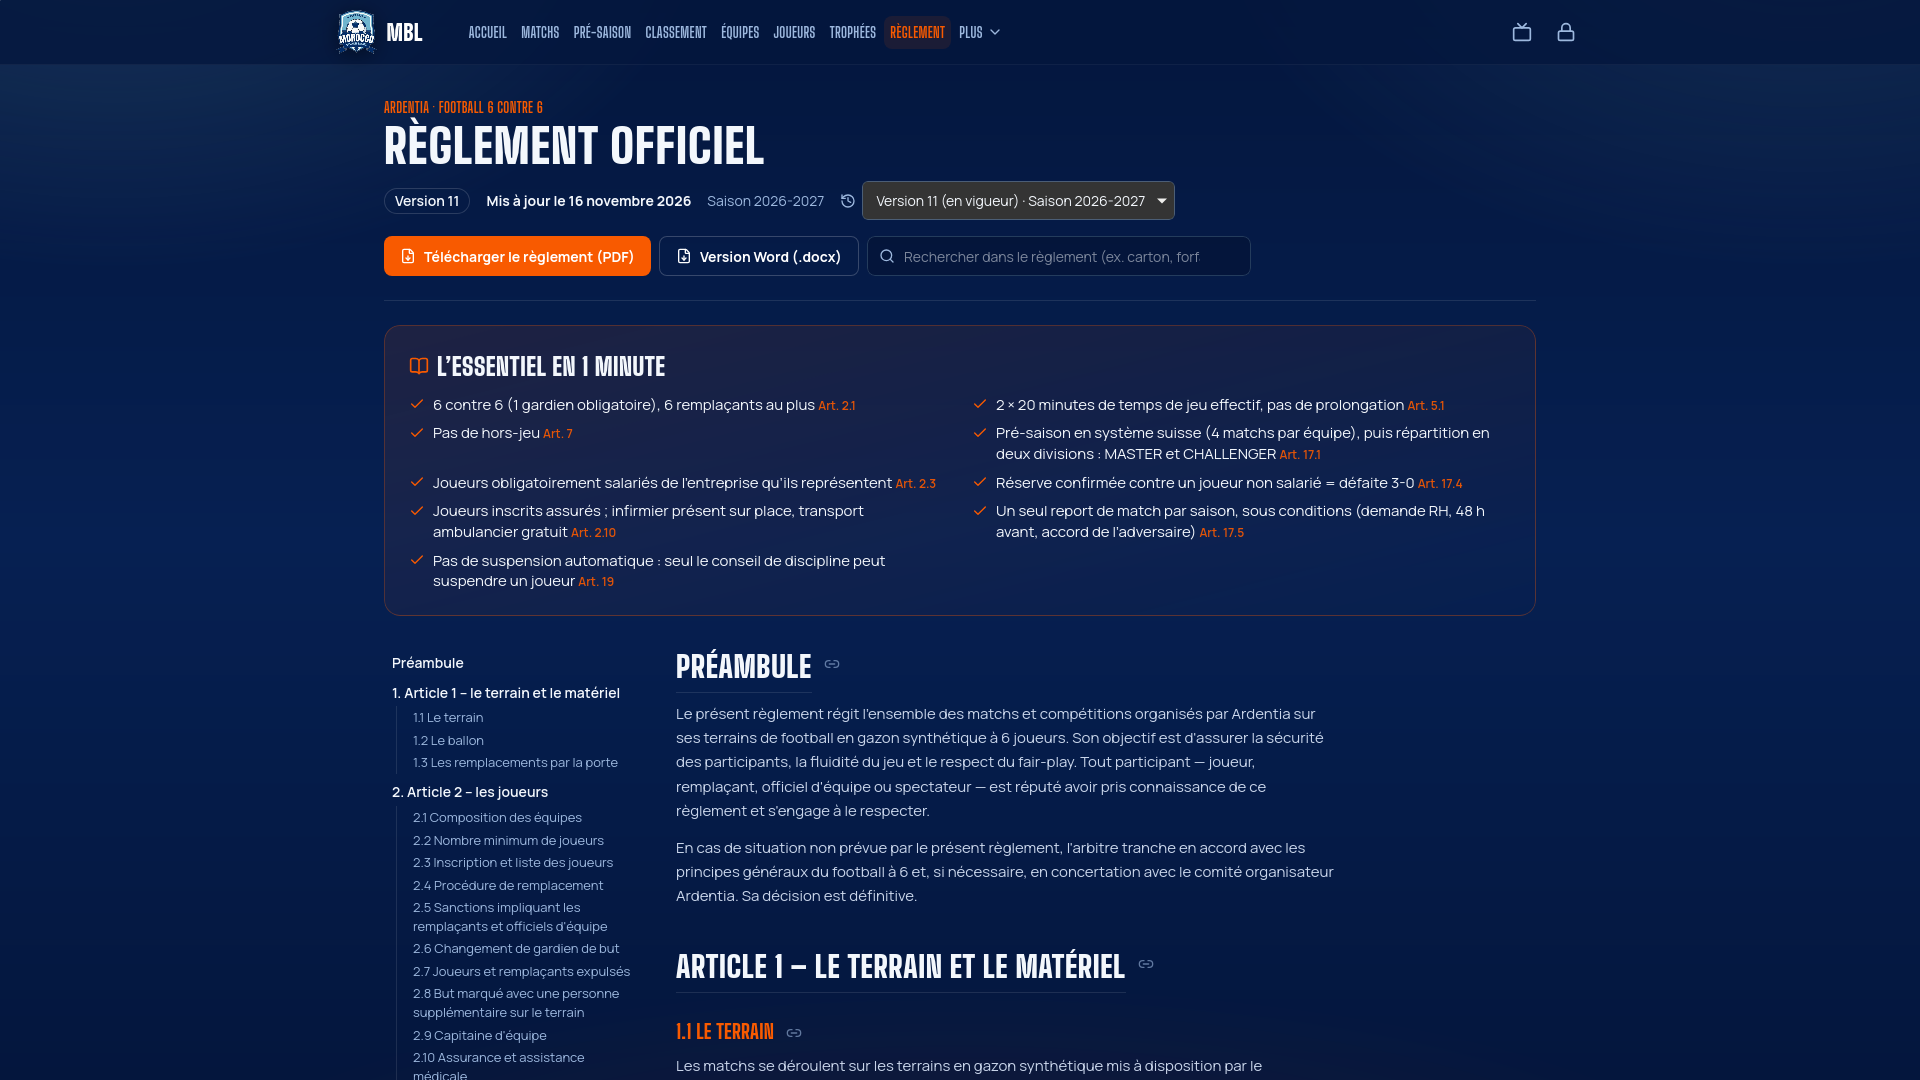 MOROCCO
MBL
ACCUEIL
MATCHS
PRÉ-SAISON
CLASSEMENT
ÉQUIPES
JOUEURS
TROPHÉES
RÈGLEMENT
PLUS
ARDENTIA · FOOTBALL 6 CONTRE 6
RÈGLEMENT OFFICIEL
Version 11
Mis à jour le 16 novembre 2026
Saison 2026-2027
Version 11 (en vigueur) · Saison 2026-2027
Télécharger le règlement (PDF)
Version Word (.docx)
Rechercher dans le règlement (ex. carton, forf
L'ESSENTIEL EN 1 MINUTE
6 contre 6 (1 gardien obligatoire), 6 remplaçants au plus Art. 2.1
2 × 20 minutes de temps de jeu effectif, pas de prolongation Art. 5.1
Pas de hors-jeu Art. 7
Pré-saison en système suisse (4 matchs par équipe), puis répartition en
deux divisions : MASTER et CHALLENGER Art. 17.1
Joueurs obligatoirement salariés de l'entreprise qu'ils représentent Art. 2.3
Réserve confirmée contre un joueur non salarié = défaite 3-0 Art. 17.4
Joueurs inscrits assurés ; infirmier présent sur place, transport
ambulancier gratuit Art. 2.10
Un seul report de match par saison, sous conditions (demande RH, 48 h
avant, accord de l'adversaire) Art. 17.5
Pas de suspension automatique : seul le conseil de discipline peut
suspendre un joueur Art. 19
Préambule
1. Article 1 – le terrain et le matériel
1.1 Le terrain
1.2 Le ballon
1.3 Les remplacements par la porte
2. Article 2 – les joueurs
2.1 Composition des équipes
2.2 Nombre minimum de joueurs
2.3 Inscription et liste des joueurs
2.4 Procédure de remplacement
2.5 Sanctions impliquant les
remplaçants et officiels d'équipe
2.6 Changement de gardien de but
2.7 Joueurs et remplaçants expulsés
2.8 But marqué avec une personne
supplémentaire sur le terrain
2.9 Capitaine d'équipe
2.10 Assurance et assistance
médicale
PRÉAMBULE
Le présent règlement régit l'ensemble des matchs et compétitions organisés par Ardentia sur
ses terrains de football en gazon synthétique à 6 joueurs. Son objectif est d'assurer la sécurité
des participants, la fluidité du jeu et le respect du fair-play. Tout participant — joueur,
remplaçant, officiel d'équipe ou spectateur — est réputé avoir pris connaissance de ce
règlement et s'engage à le respecter.
En cas de situation non prévue par le présent règlement, l'arbitre tranche en accord avec les
principes généraux du football à 6 et, si nécessaire, en concertation avec le comité organisateur
Ardentia. Sa décision est définitive.
ARTICLE 1 – LE TERRAIN ET LE MATÉRIEL
1.1 LE TERRAIN
Les matchs se déroulent sur les terrains en gazon synthétique mis à disposition par le